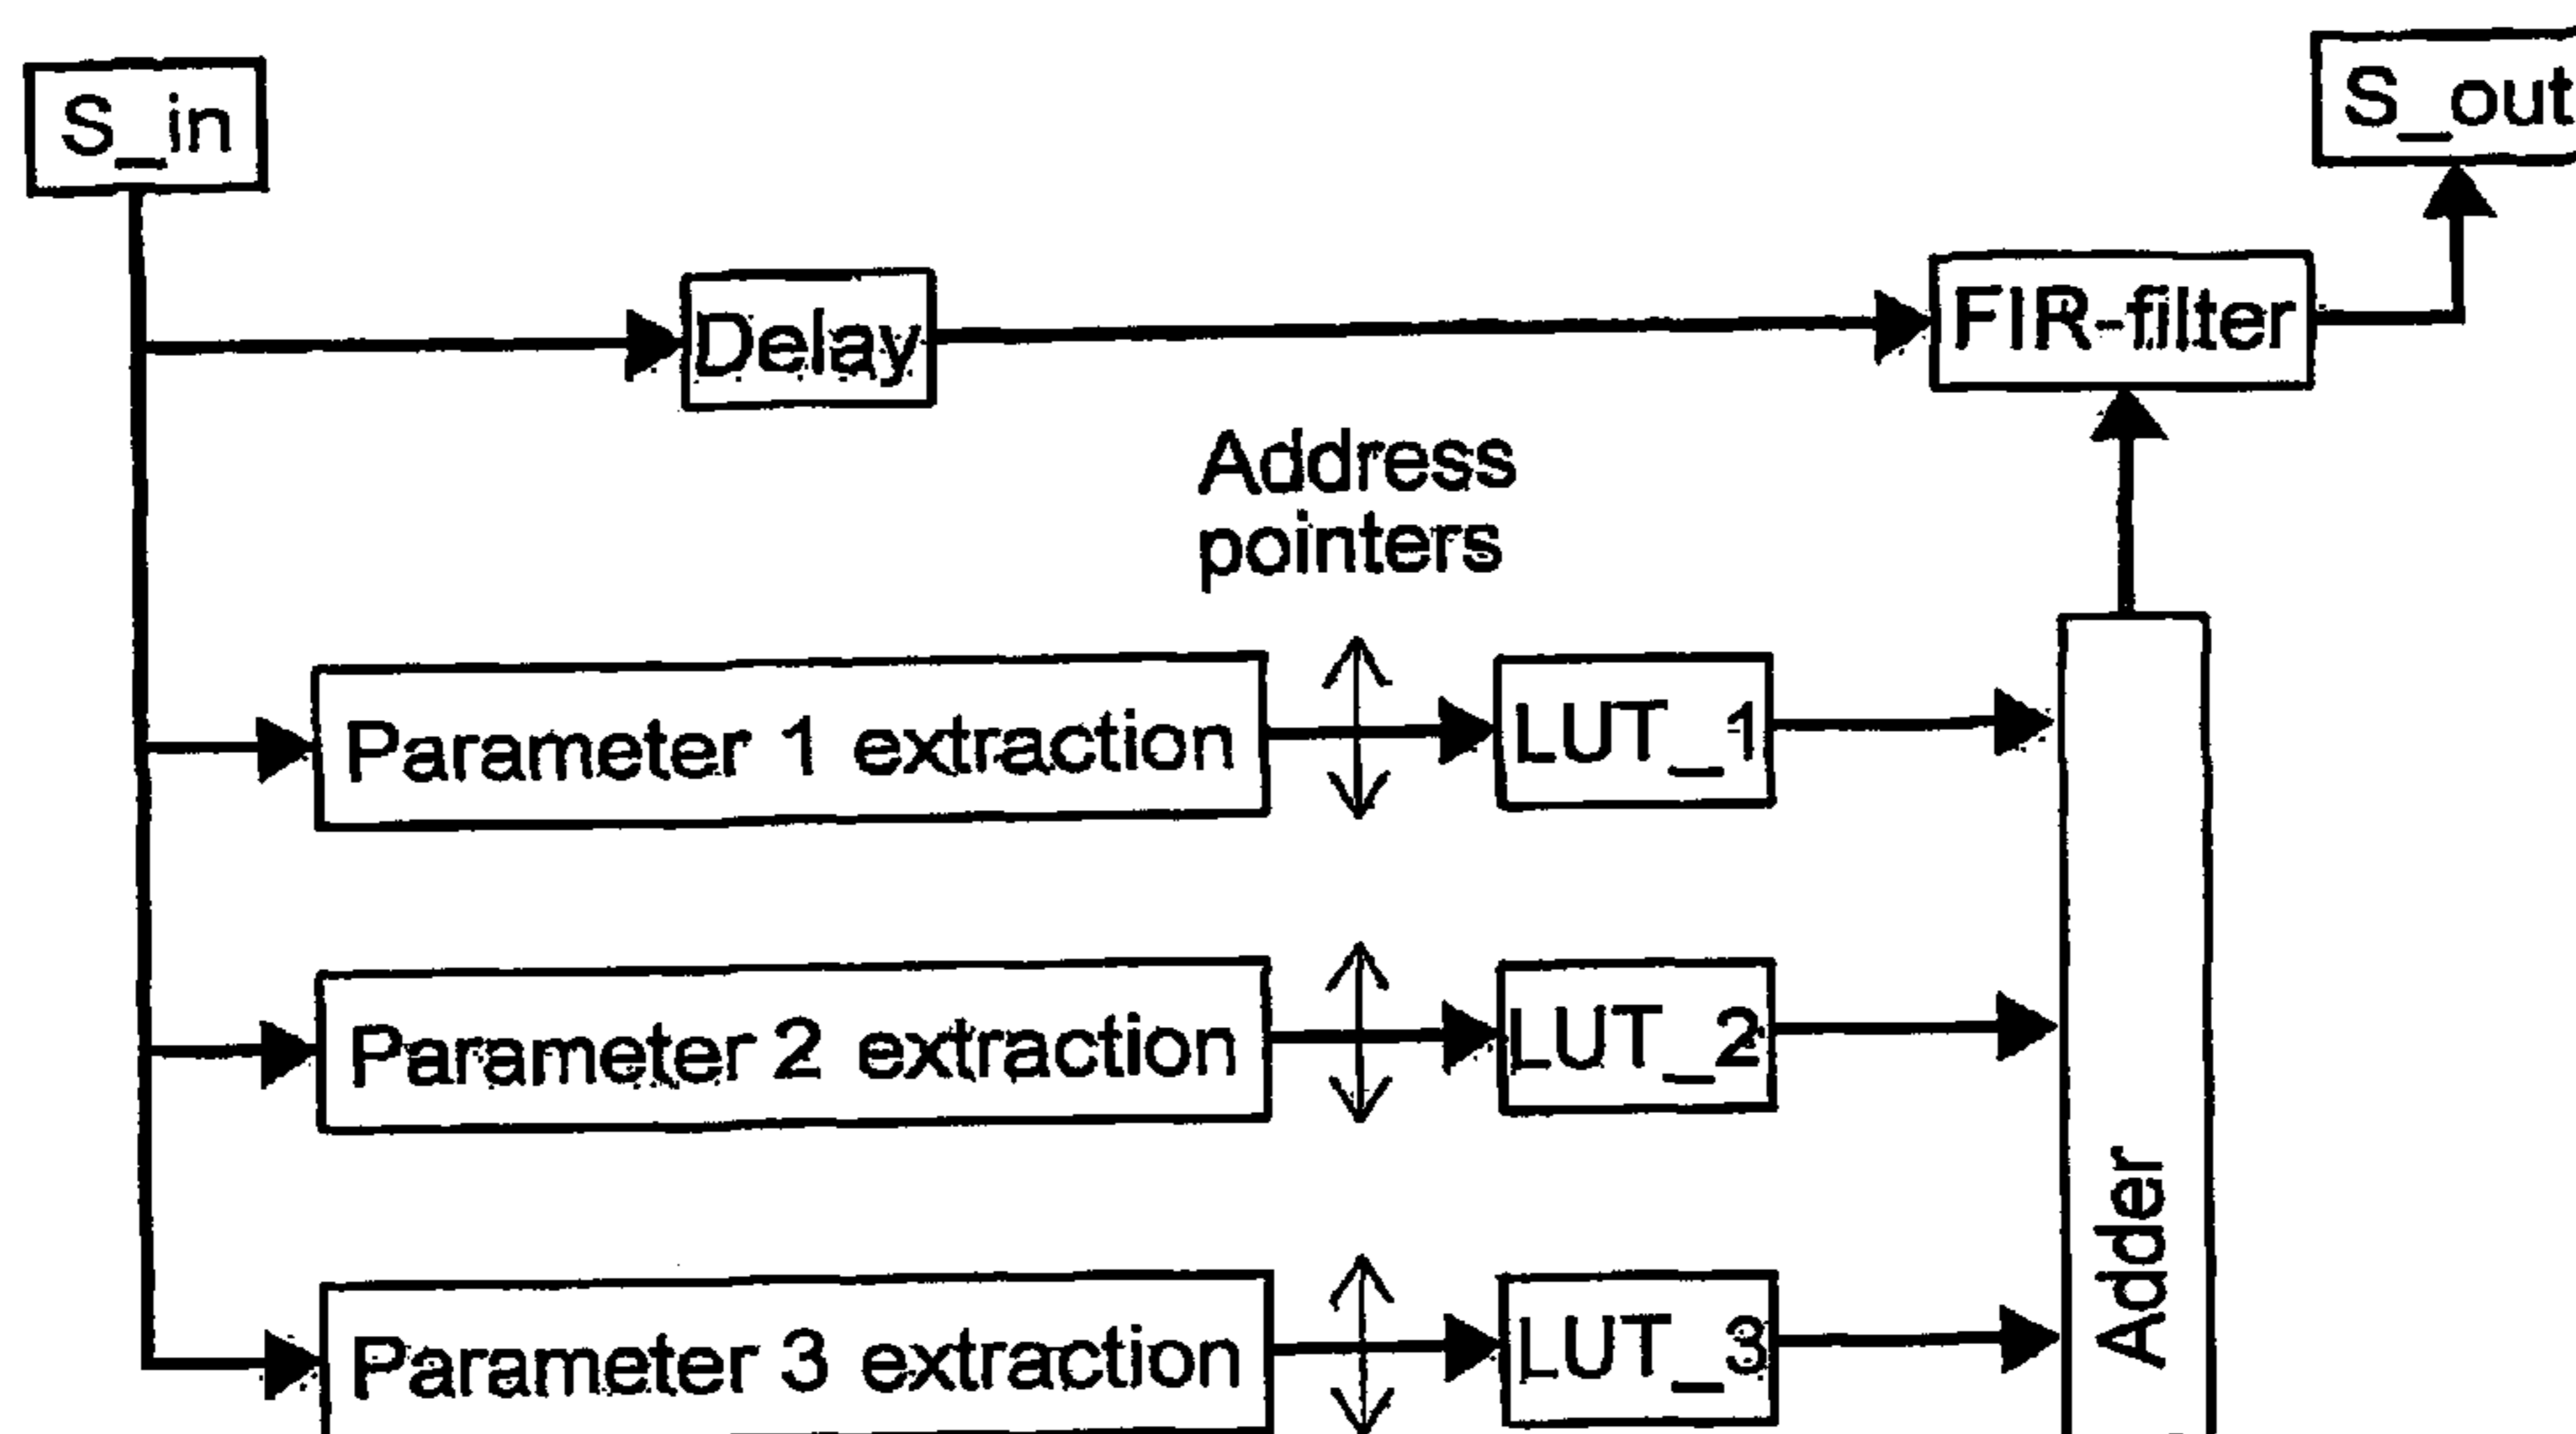 S_in
S_out
Delay
FIR-filter
Address
pointers
Parameter 1 extraction
LUT_1
Parameter 2 extraction
LUT_2
Parameter 3 extraction
LUT_3
Adder